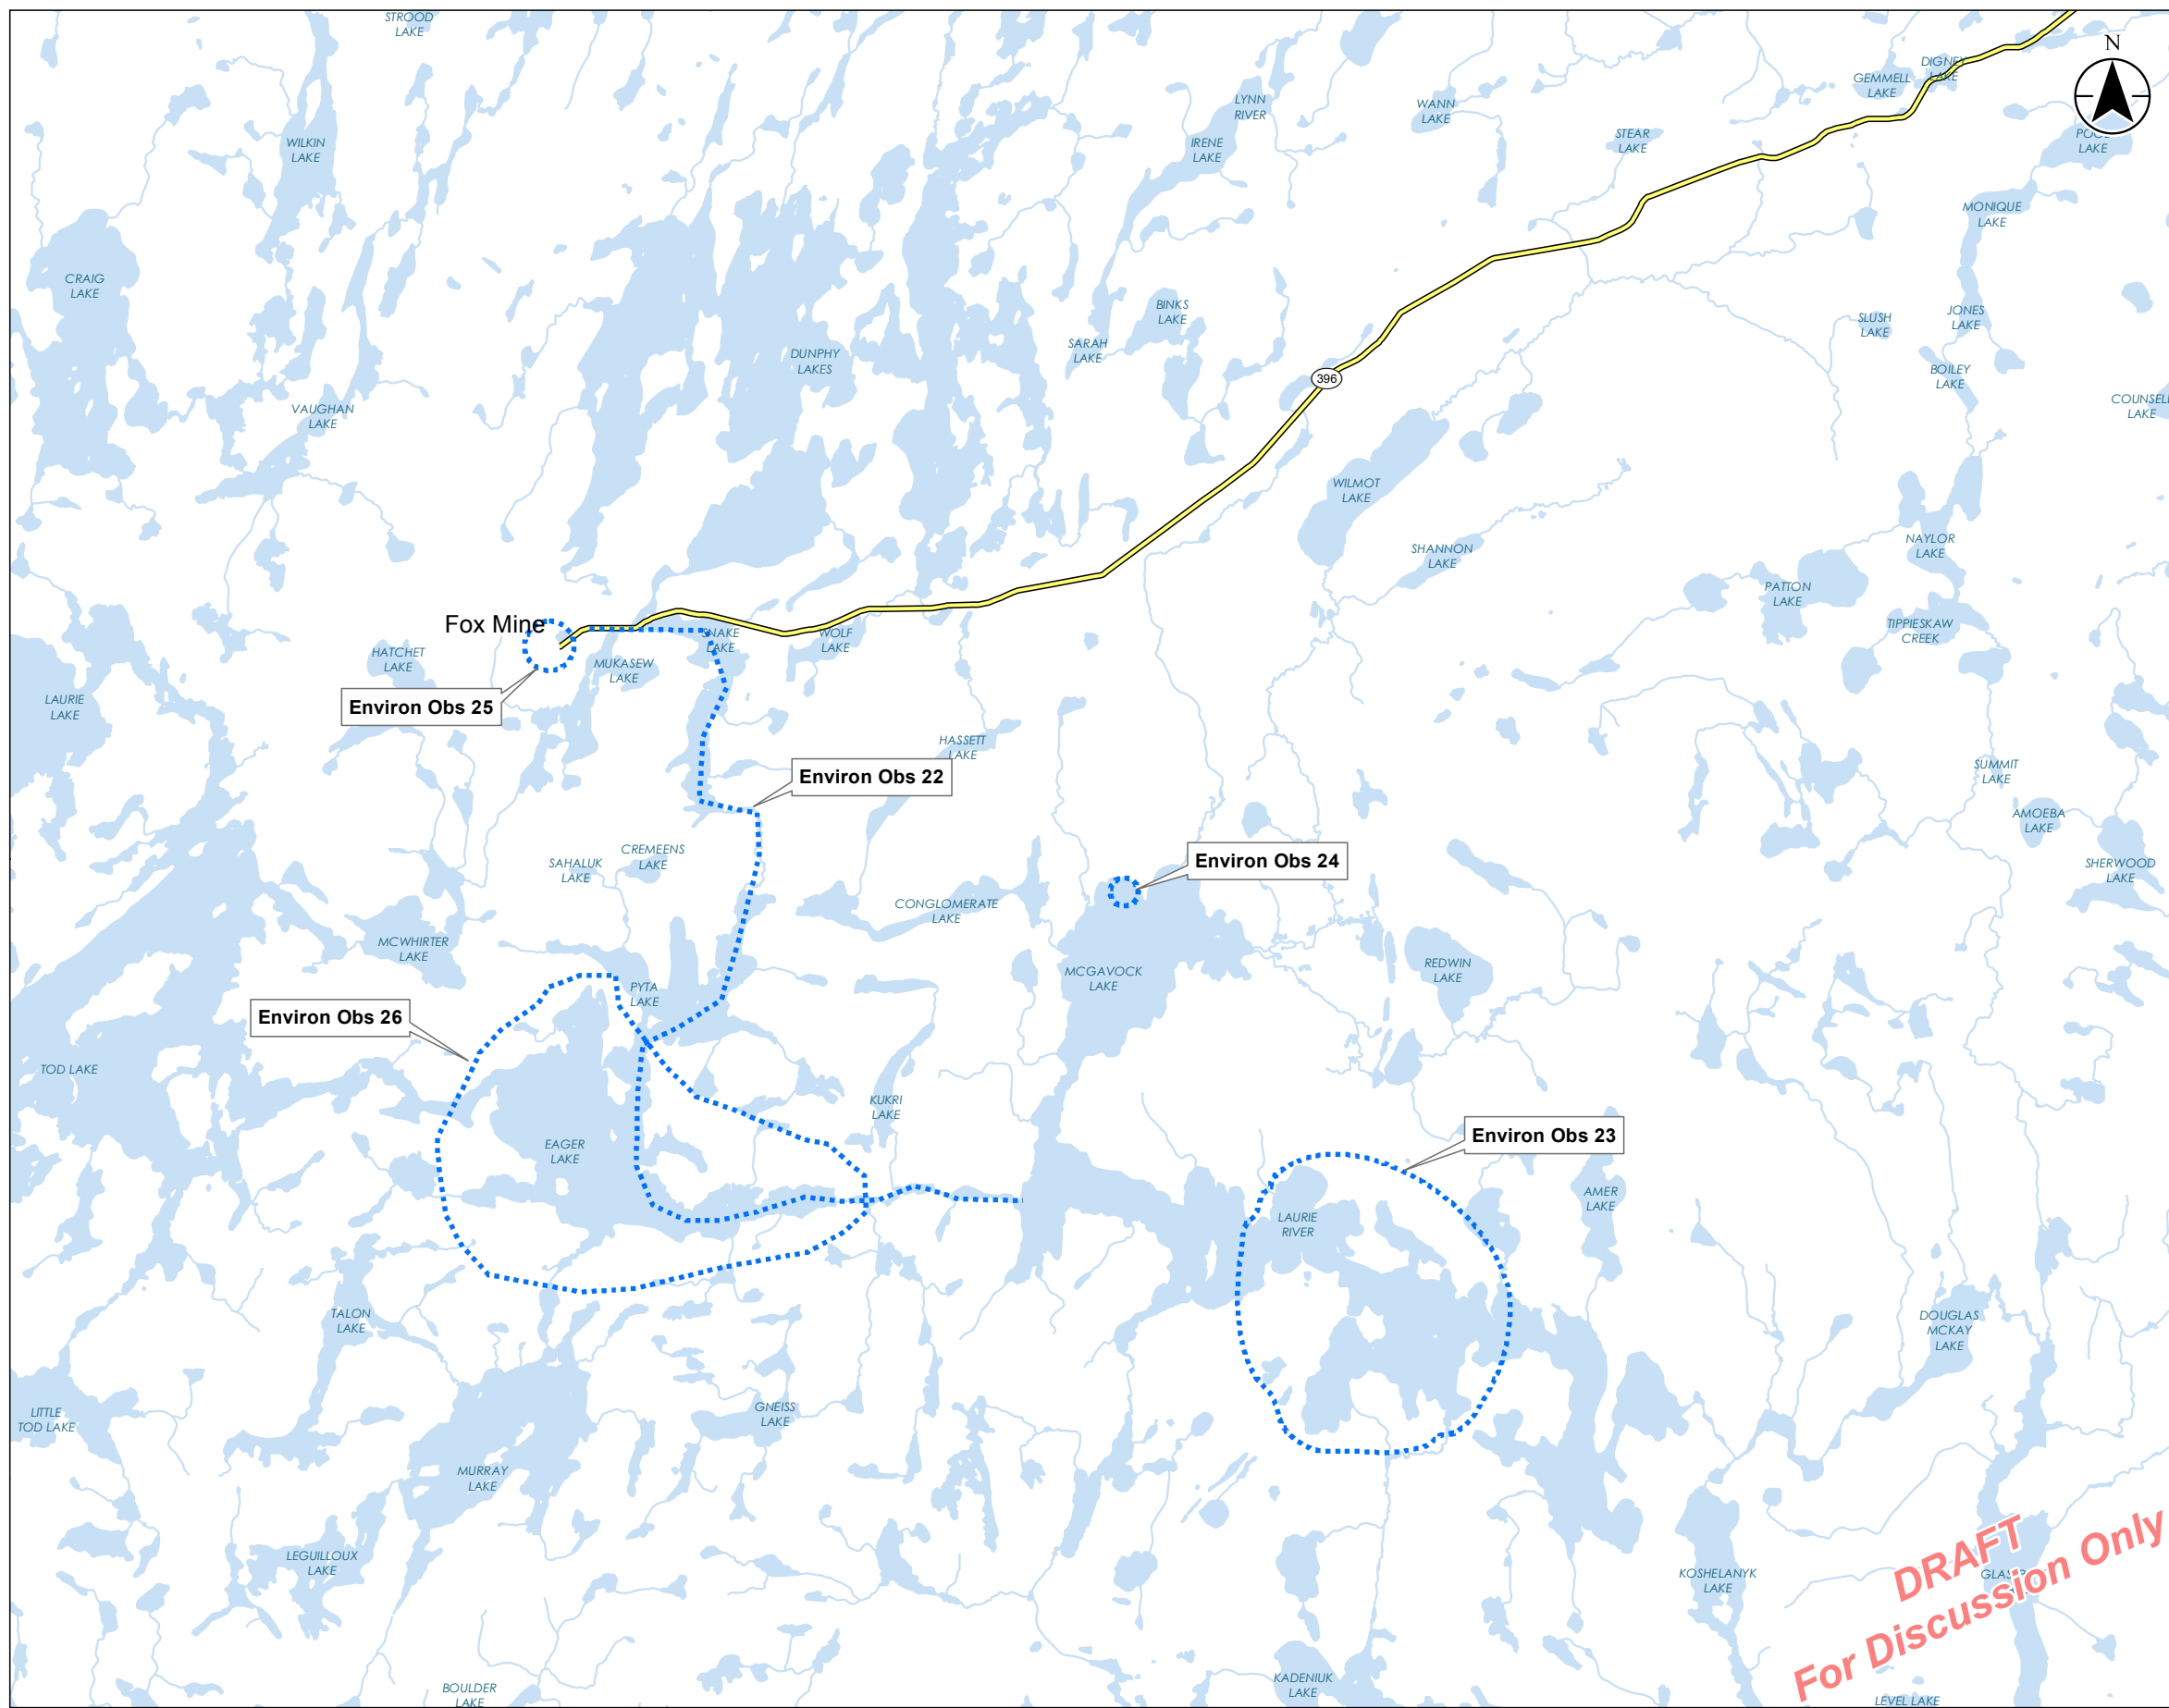 STROOD
LAKE
N
DIGNEY
LAKE
GEMMELL
LAKE
LYNN
RIVER
WANN
LAKE
WILKIN
LAKE
IRENE
LAKE
STEAR
LAKE
POOL
LAKE
MONIQUE
LAKE
CRAIG
LAKE
BINKS
LAKE
SLUSH
LAKE
JONES
LAKE
SARAH
LAKE
DUNPHY
LAKES
396
BOILEY
LAKE
VAUGHAN
LAKE
COUNSELL
LAKE
WILMOT
LAKE
NAYLOR
LAKE
SHANNON
LAKE
PATTON
LAKE
Fox Mine
TIPPIESKAW
CREEK
SNAKE
LAKE
WOLF
LAKE
HATCHET
LAKE
MUKASEW
LAKE
LAURIE
LAKE
Environ Obs 25
HASSETT
LAKE
Environ Obs 22
SUMMIT
LAKE
AMOEBA
LAKE
CREMEENS
LAKE
SAHALUK
LAKE
Environ Obs 24
SHERWOOD
LAKE
CONGLOMERATE
LAKE
MCWHIRTER
LAKE
MCGAVOCK
LAKE
REDWIN
LAKE
PYTA
LAKE
Environ Obs 26
TOD LAKE
KUKRI
LAKE
EAGER
LAKE
Environ Obs 23
AMER
LAKE
LAURIE
RIVER
TALON
LAKE
DOUGLAS
MCKAY
LAKE
LITTLE
TOD LAKE
GNEISS
LAKE
MURRAY
LAKE
LEGUILLOUX
LAKE
KOSHELANYK
LAKE
DRAFT
For Discussion Only
KADENIUK
LAKE
BOULDER
LAKE
LEVEL LAKE